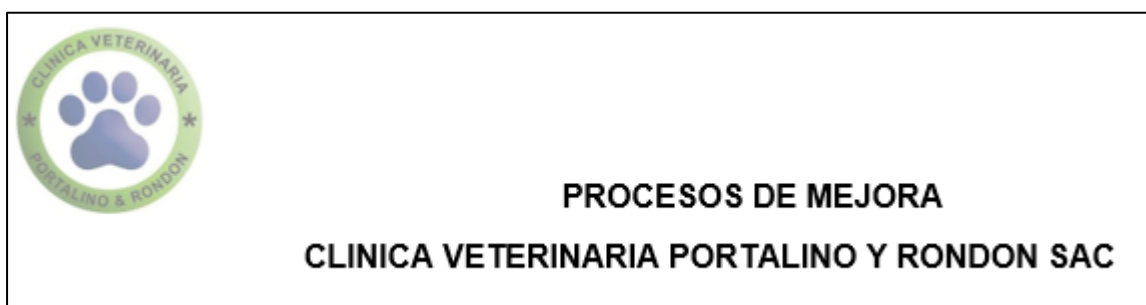 CLINICA VETERINARIA
* *
PORTALINO & RONDON
PROCESOS DE MEJORA
CLINICA VETERINARIA PORTALINO Y RONDON SAC